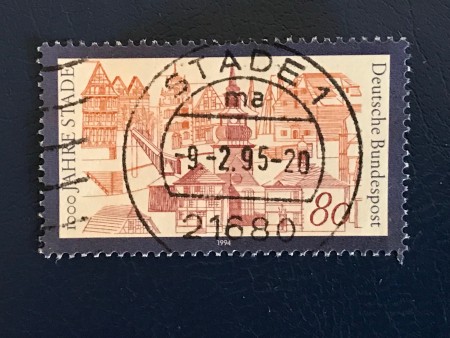 1000 JAHRE STADE
Deutsche Bundespost
80
1994
STADE 1
ma
-9.-2.95-20
21680